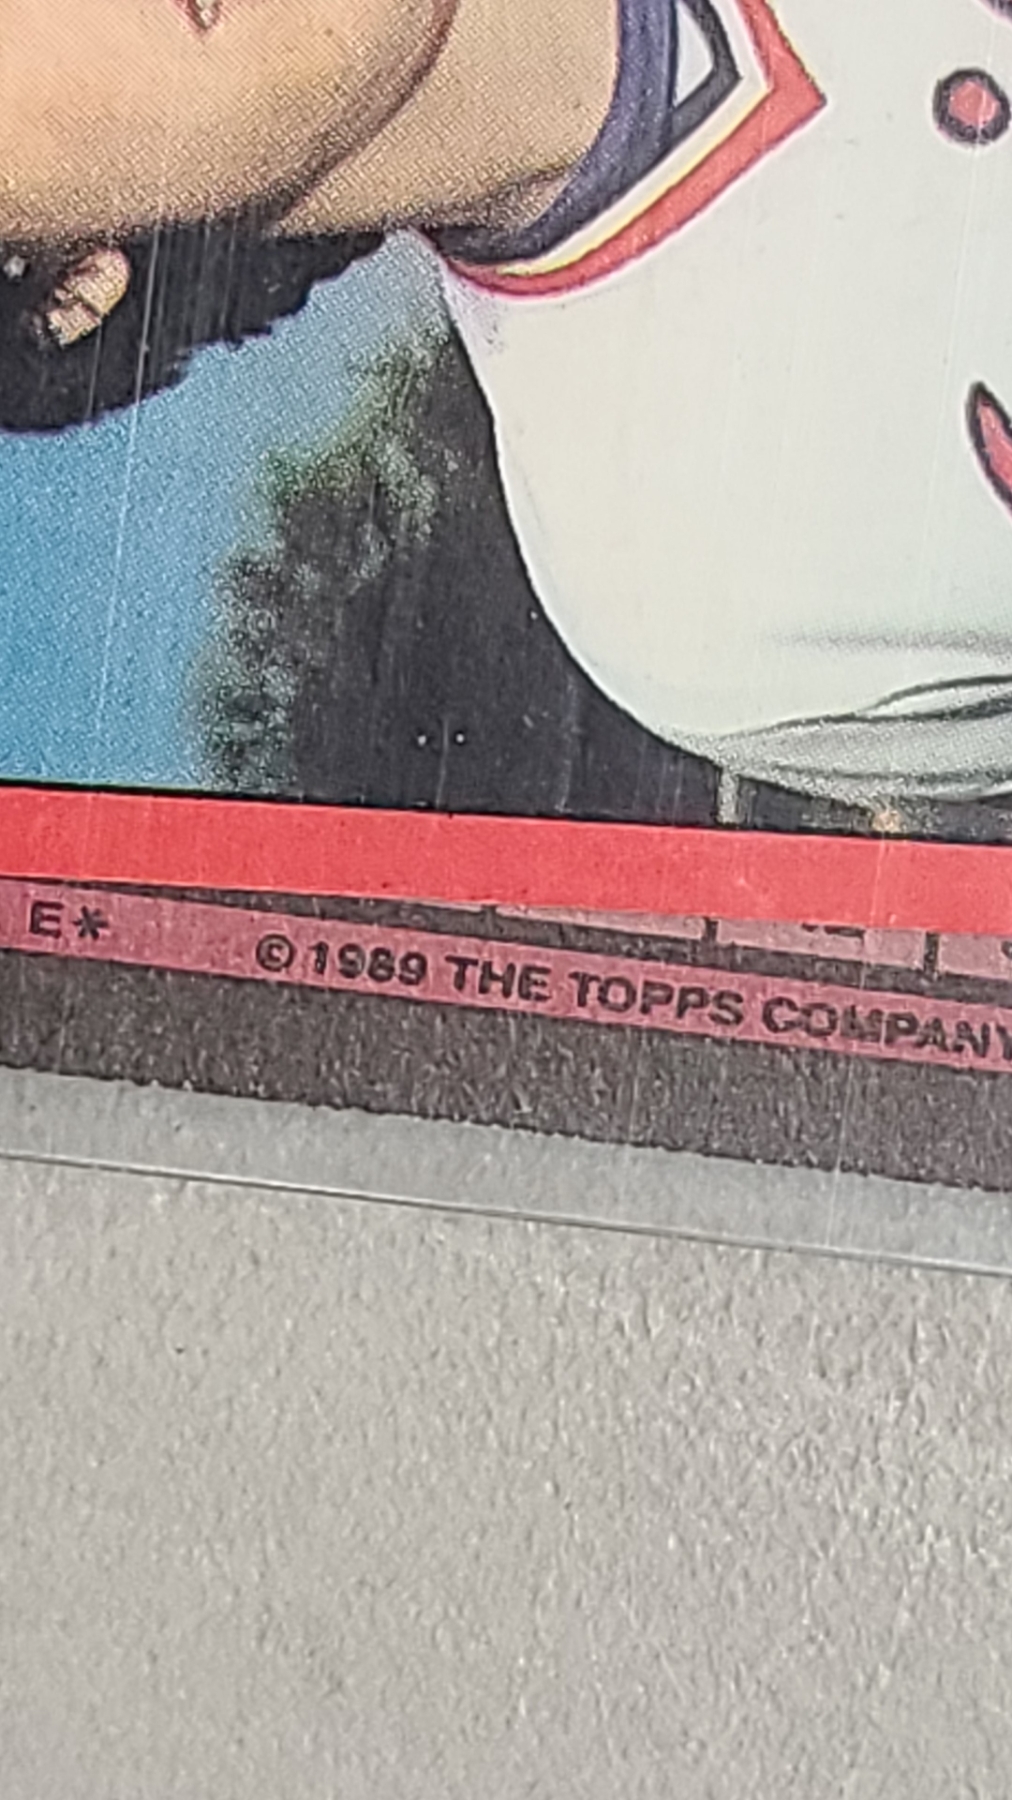 E* © 1989 THE TOPPS COMPANY